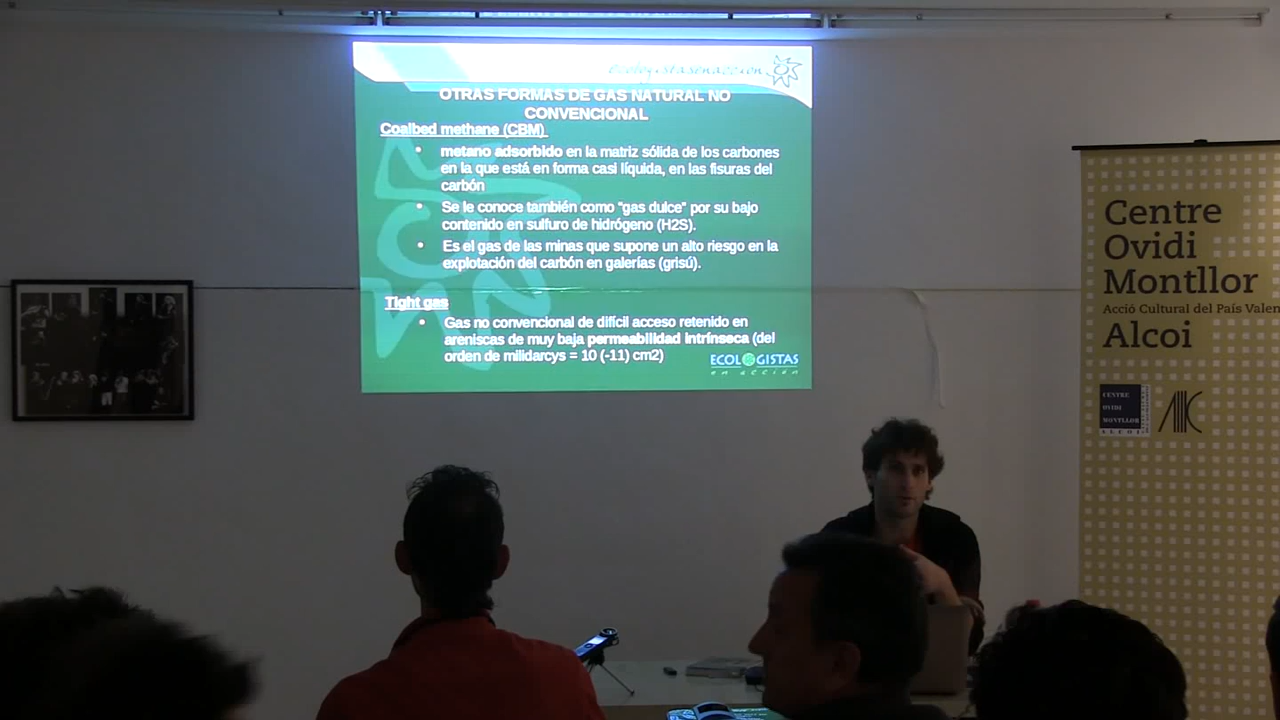 ecologistasenacción
OTRAS FORMAS DE GAS NATURAL NO
CONVENCIONAL
Coalbed methane (CBM)
• metano adsorbido en la matriz sólida de los carbones
en la que está en forma casi líquida, en las fisuras del
carbón
• Se le conoce también como "gas dulce" por su bajo
contenido en sulfuro de hidrógeno (H2S).
• Es el gas de las minas que supone un alto riesgo en la
explotación del carbón en galerías (grisú).
Tight gas
• Gas no convencional de difícil acceso retenido en
areniscas de muy baja permeabilidad intrínseca (del
orden de milidarcys = 10 (-11) cm2)
ECOLOGISTAS
en acción
Centre
Ovidi
Montllor
Acció Cultural del País Valen
Alcoi
CENTRE
OVIDI
MONTLLOR
ALCOI